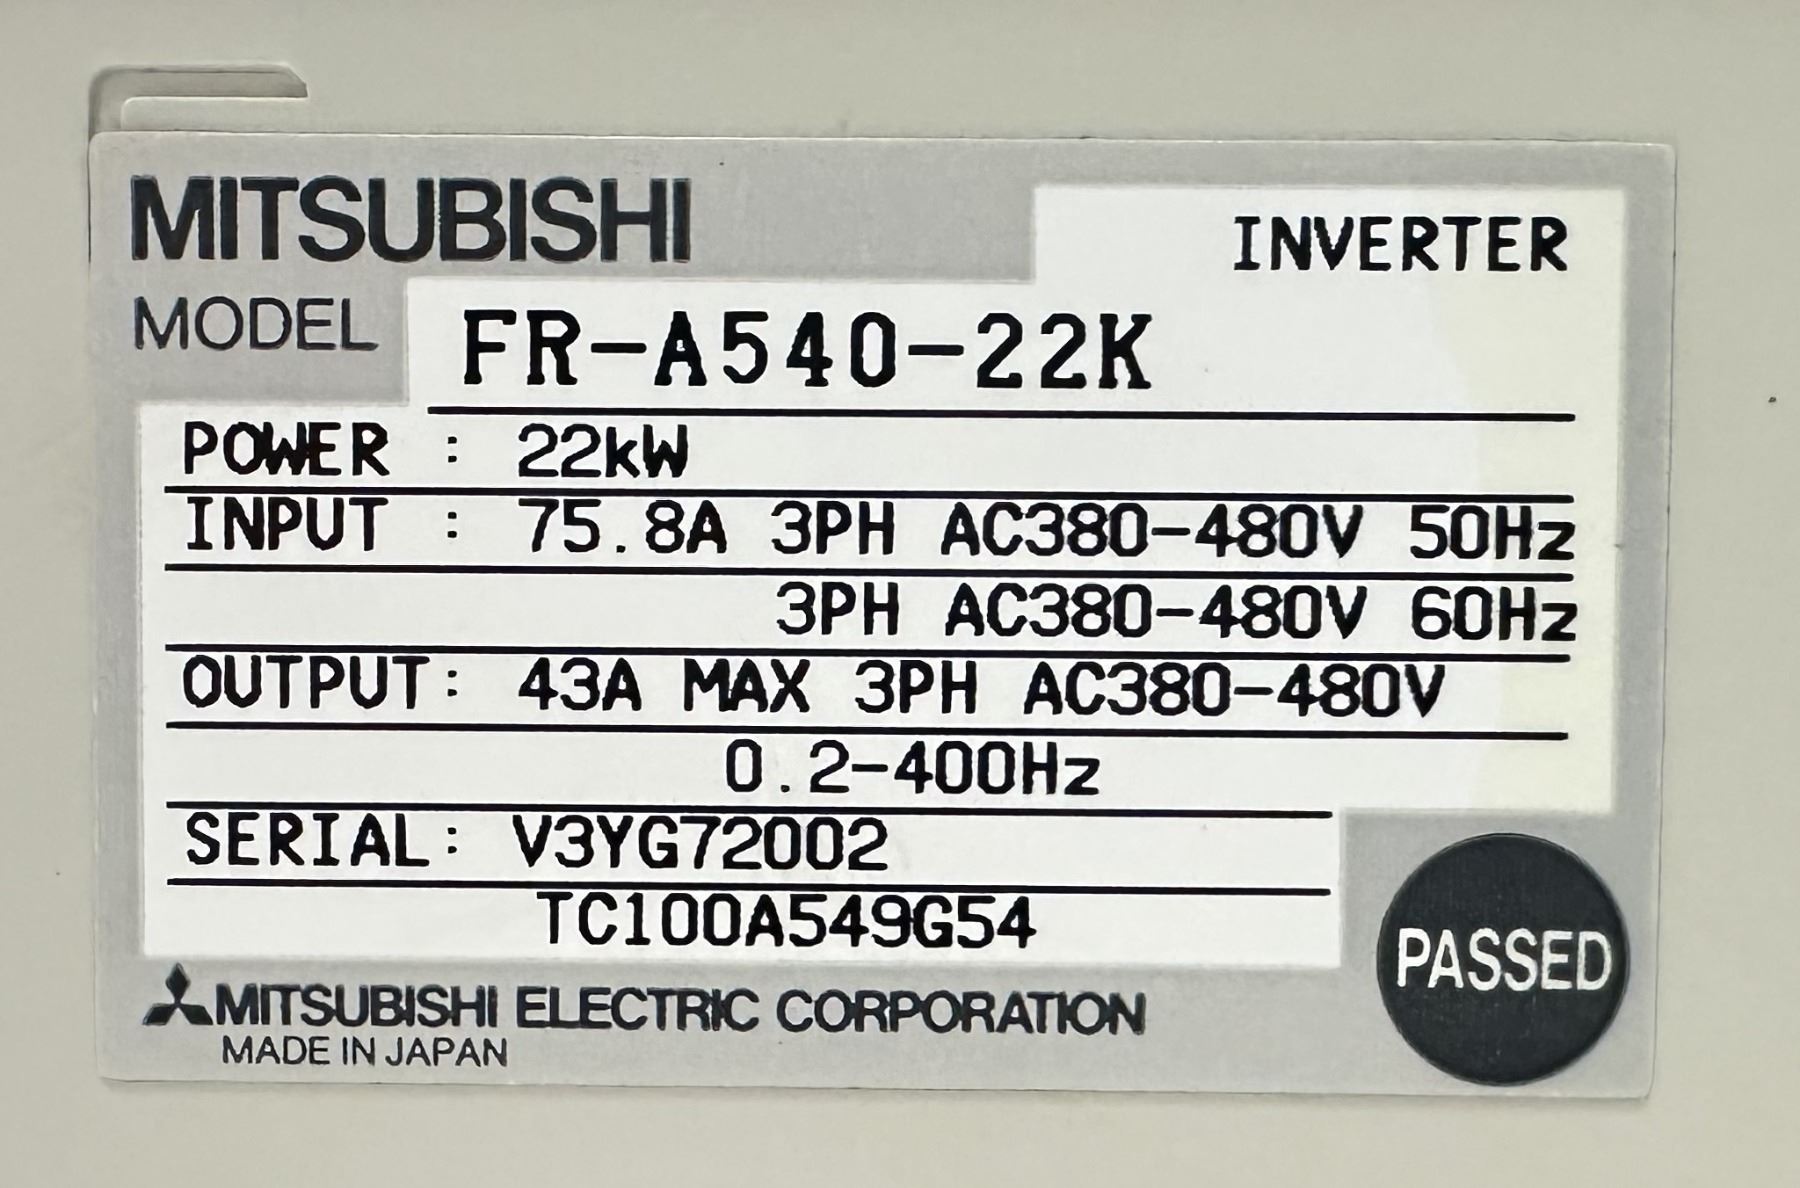 MITSUBISHI
INVERTER
MODEL FR-A540-22K
POWER : 22kW
INPUT : 75.8A 3PH AC380-480V 50Hz
3PH AC380-480V 60Hz
OUTPUT: 43A MAX 3PH AC380-480V
0.2-400Hz
SERIAL: V3YG72002
TC100A549G54
PASSED
MITSUBISHI ELECTRIC CORPORATION
MADE IN JAPAN